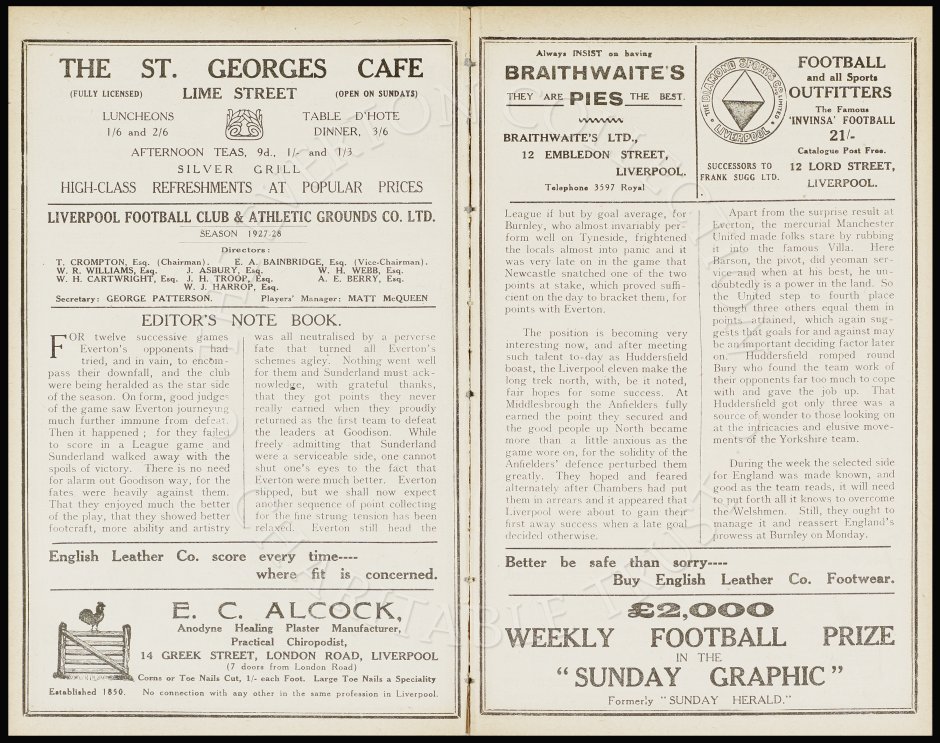 THE ST. GEORGES CAFE
(FULLY LICENSED) LIME STREET (OPEN ON SUNDAYS)
LUNCHEONS
1/6 and 2/6
TABLE D'HOTE
DINNER, 3/6
AFTERNOON TEAS, 9d., 1/- and 1/3
SILVER GRILL
HIGH-CLASS REFRESHMENTS AT POPULAR PRICES
LIVERPOOL FOOTBALL CLUB & ATHLETIC GROUNDS CO. LTD.
SEASON 1927-28
Directors:
T. CROMPTON, Esq. (Chairman). E. A. BAINBRIDGE, Esq. (Vice-Chairman).
W. R. WILLIAMS, Esq. J. ASBURY, Esq. W. H. WEBB, Esq.
W. H. CARTWRIGHT, Esq. J. H. TROOP, Esq. A. E. BERRY, Esq.
W. J. HARROP, Esq.
Secretary: GEORGE PATTERSON. Players' Manager: MATT McQUEEN
EDITOR'S NOTE BOOK.
FOR twelve successive games
Everton's opponents had
tried, and in vain, to encom-
pass their downfall, and the club
were being heralded as the star side
of the season. On form, good judges
of the game saw Everton journeying
much further immune from defeat.
Then it happened; for they failed
to score in a League game and
Sunderland walked away with the
spoils of victory. There is no need
for alarm out Goodison way, for the
fates were heavily against them.
That they enjoyed much the better
of the play, that they showed better
footcraft, more ability and artistry
was all neutralised by a perverse
fate that turned all Everton's
schemes agley. Nothing went well
for them and Sunderland must ack-
nowledge, with grateful thanks,
that they got points they never
really earned when they proudly
returned as the first team to defeat
the leaders at Goodison. While
freely admitting that Sunderland
were a serviceable side, one cannot
shut one's eyes to the fact that
Everton were much better. Everton
slipped, but we shall now expect
another sequence of point collecting
for the fine strung tension has been
relaxed. Everton still head the
English Leather Co. score every time----
where fit is concerned.
E. C. ALCOCK,
Anodyne Healing Plaster Manufacturer,
Practical Chiropodist,
14 GREEK STREET, LONDON ROAD, LIVERPOOL
(7 doors from London Road)
Corns or Toe Nails Cut, 1/- each Foot. Large Toe Nails a Speciality
Established 1850. No connection with any other in the same profession in Liverpool.
Always INSIST on having
BRAITHWAITE'S
THEY ARE PIES THE BEST.
BRAITHWAITE'S LTD.,
12 EMBLEDON STREET,
LIVERPOOL.
Telephone 3597 Royal
THE DIAMOND SPORTS CO. LIMITED
LIVERPOOL
SUCCESSORS TO
FRANK SUGG LTD.
FOOTBALL
and all Sports
OUTFITTERS
The Famous
'INVINSA' FOOTBALL
21/-
Catalogue Post Free.
12 LORD STREET,
LIVERPOOL.
League if but by goal average, for
Burnley, who almost invariably per-
form well on Tyneside, frightened
the locals almost into panic and it
was very late on in the game that
Newcastle snatched one of the two
points at stake, which proved suffi-
cient on the day to bracket them, for
points with Everton.
The position is becoming very
interesting now, and after meeting
such talent to-day as Huddersfield
boast, the Liverpool eleven make the
long trek north, with, be it noted,
fair hopes for some success. At
Middlesbrough the Anfielders fully
earned the point they secured and
the good people up North became
more than a little anxious as the
game wore on, for the solidity of the
Anfielders' defence perturbed them
greatly. They hoped and feared
alternately after Chambers had put
them in arrears and it appeared that
Liverpool were about to gain their
first away success when a late goal
decided otherwise.
Apart from the surprise result at
Everton, the mercurial Manchester
United made folks stare by rubbing
it into the famous Villa. Here
Barson, the pivot, did yeoman ser-
vice and when at his best, he un-
doubtedly is a power in the land. So
the United step to fourth place
though three others equal them in
points attained, which again sug-
gests that goals for and against may
be an important deciding factor later
on. Huddersfield romped round
Bury who found the team work of
their opponents far too much to cope
with and gave the job up. That
Huddersfield got only three was a
source of wonder to those looking on
at the intricacies and elusive move-
ments of the Yorkshire team.
During the week the selected side
for England was made known, and
good as the team reads, it will need
to put forth all it knows to overcome
the Welshmen. Still, they ought to
manage it and reassert England's
prowess at Burnley on Monday.
Better be safe than sorry----
Buy English Leather Co. Footwear.
£2,000
WEEKLY FOOTBALL PRIZE
IN THE
"SUNDAY GRAPHIC"
Formerly "SUNDAY HERALD."